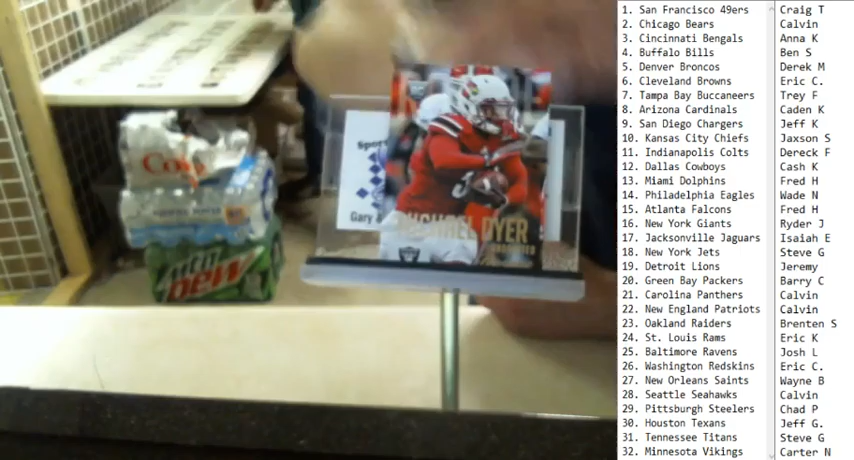 1. San Francisco 49ers Craig T
2. Chicago Bears Calvin
3. Cincinnati Bengals Anna K
4. Buffalo Bills Ben S
5. Denver Broncos Derek M
6. Cleveland Browns Eric C.
7. Tampa Bay Buccaneers Trey F
8. Arizona Cardinals Caden K
9. San Diego Chargers Jeff K
10. Kansas City Chiefs Jaxson S
11. Indianapolis Colts Dereck F
12. Dallas Cowboys Cash K
13. Miami Dolphins Fred H
14. Philadelphia Eagles Wade N
15. Atlanta Falcons Fred H
16. New York Giants Ryder J
17. Jacksonville Jaguars Isaiah E
18. New York Jets Steve G
19. Detroit Lions Jeremy
20. Green Bay Packers Barry C
21. Carolina Panthers Calvin
22. New England Patriots Calvin
23. Oakland Raiders Brenten S
24. St. Louis Rams Eric K
25. Baltimore Ravens Josh L
26. Washington Redskins Eric C.
27. New Orleans Saints Wayne B
28. Seattle Seahawks Calvin
29. Pittsburgh Steelers Chad P
30. Houston Texans Jeff G.
31. Tennessee Titans Steve G
32. Minnesota Vikings Carter N
Spor
Gary &
MICHAEL DYER
Mtn
Dew